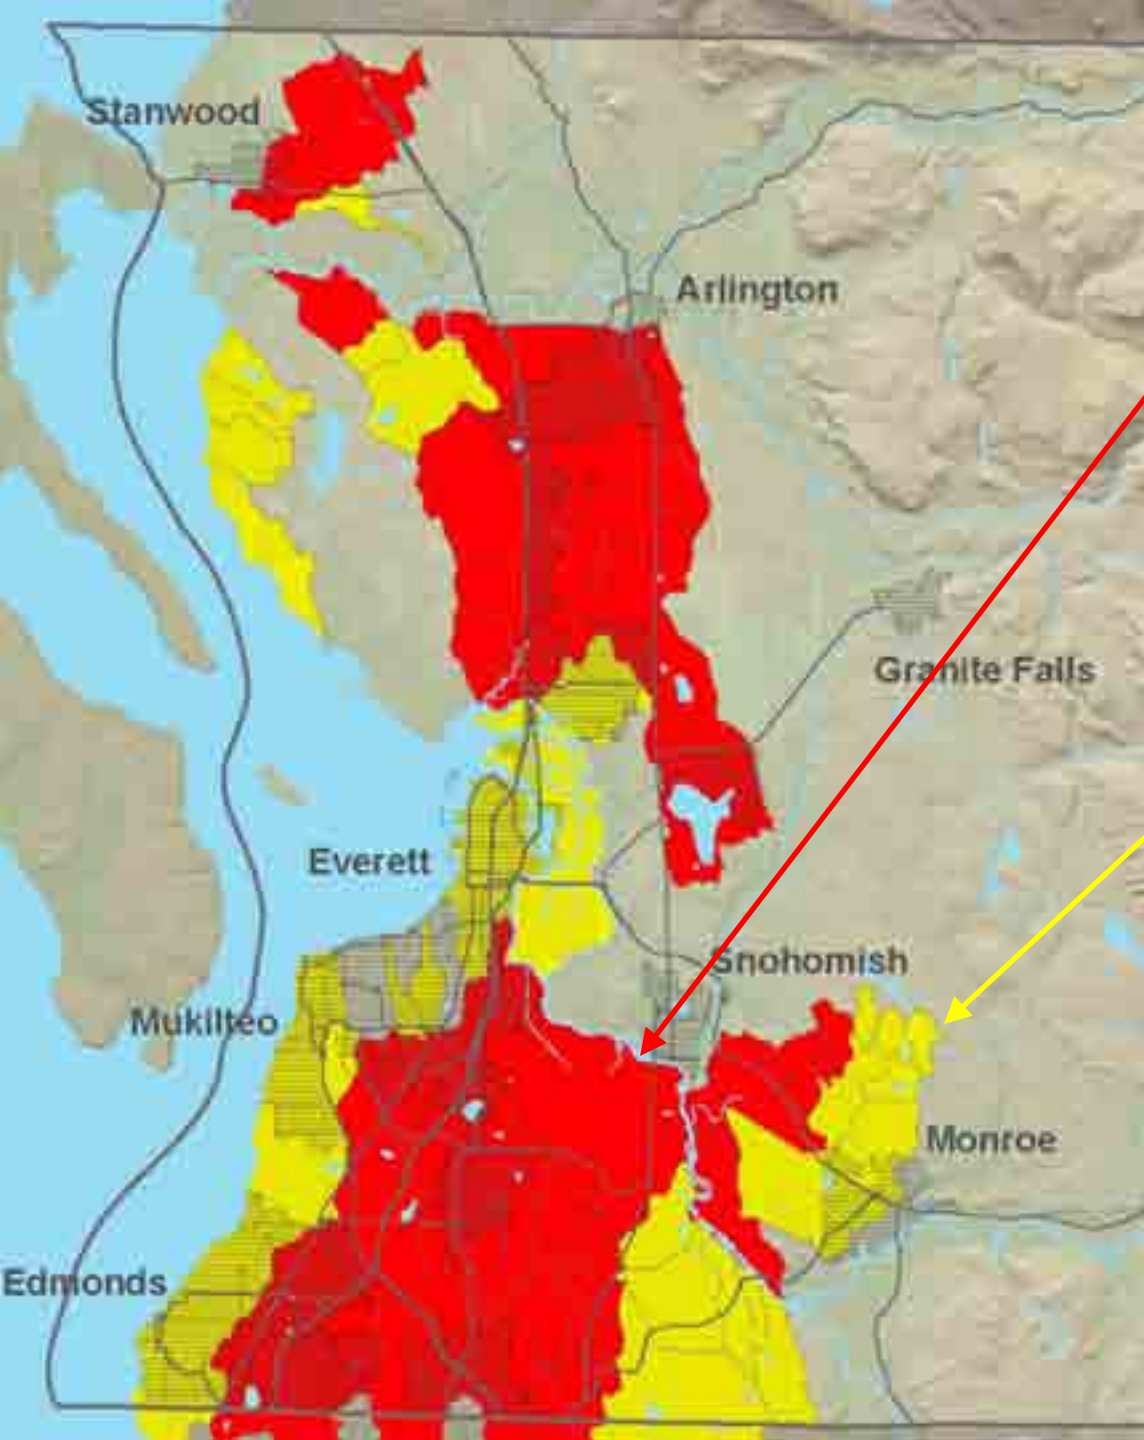 Stanwood
Arlington
Granite Falls
Everett
Snohomish
Mukilteo
Monroe
Edmonds